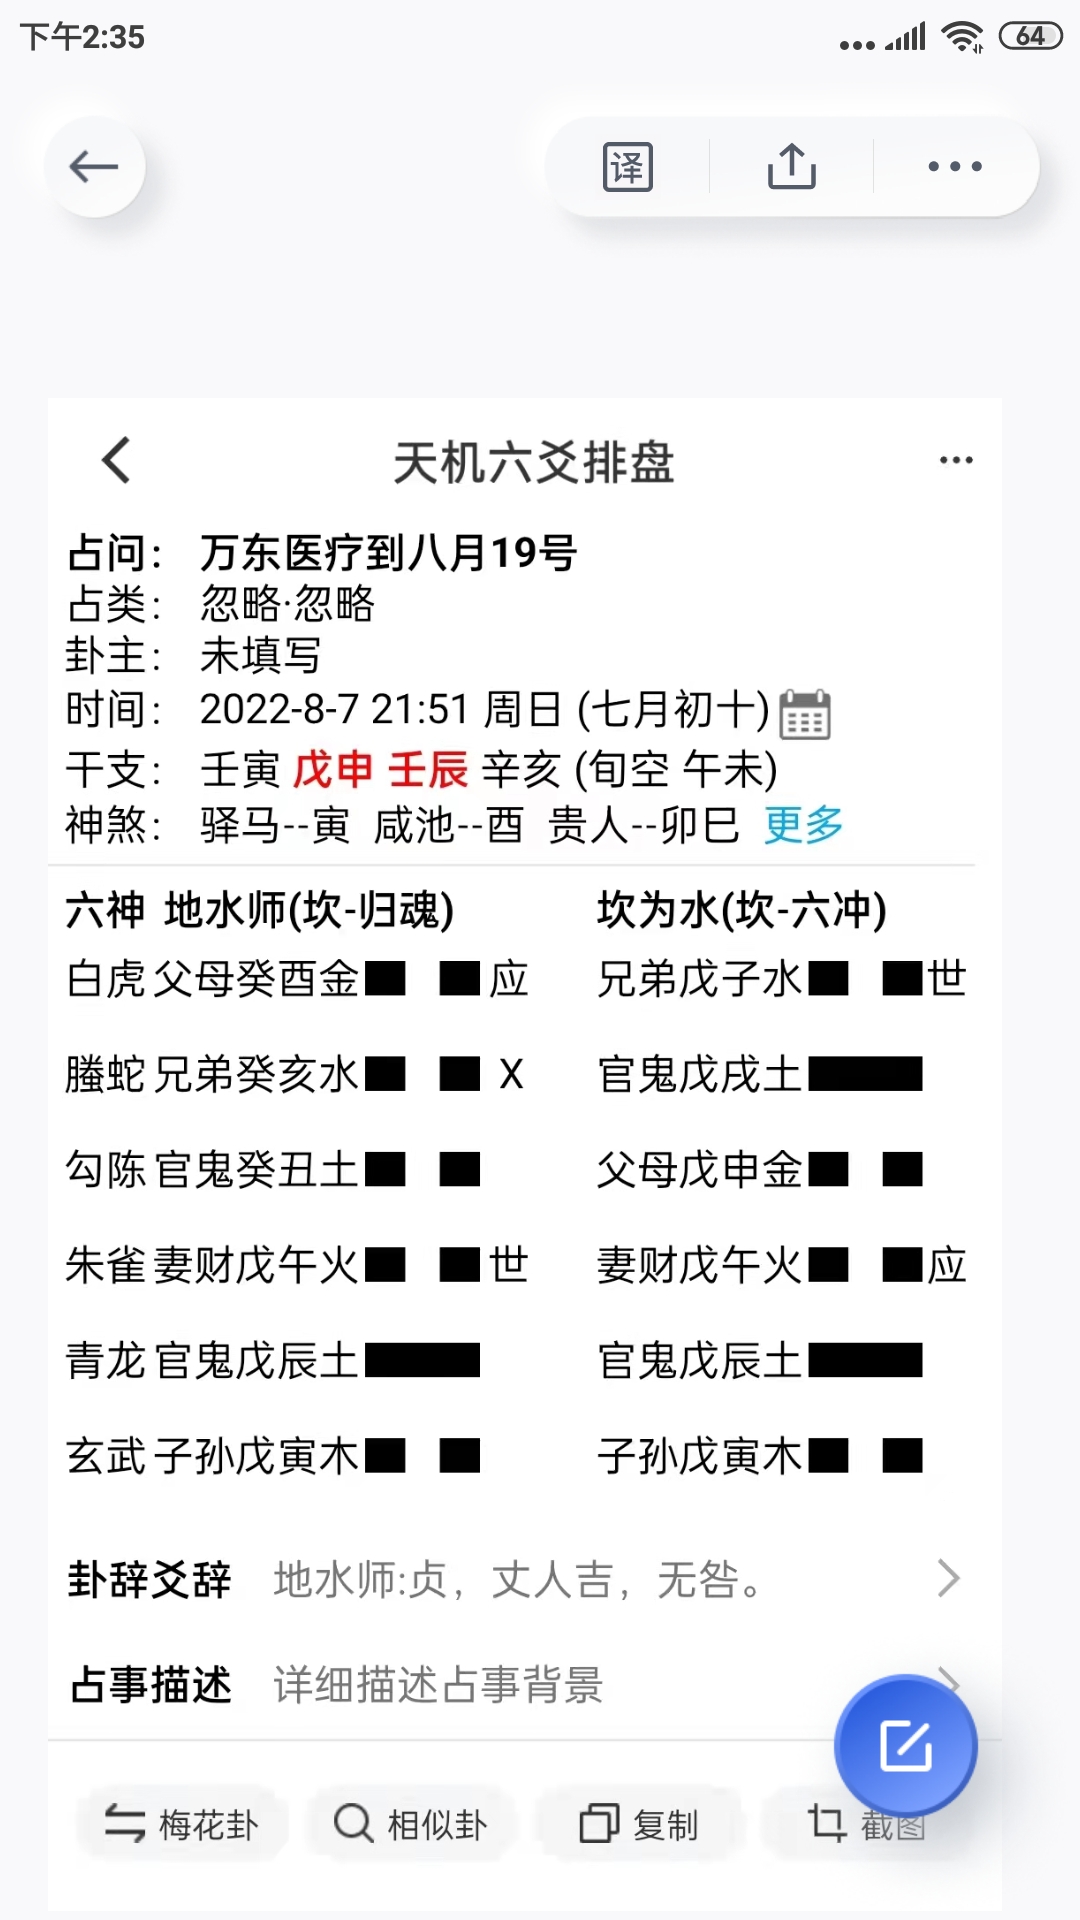 下午2:35
64
译
天机六爻排盘
占问： 万东医疗到八月19号
占类： 忽略·忽略
卦主： 未填写
时间： 2022-8-7 21:51 周日 (七月初十)
干支： 壬寅 戊申 壬辰 辛亥 (旬空 午未)
神煞： 驿马--寅 咸池--酉 贵人--卯巳 更多
六神 地水师(坎-归魂) 坎为水(坎-六冲)
白虎 父母癸酉金 应 兄弟戊子水 世
螣蛇 兄弟癸亥水 X 官鬼戊戌土
勾陈 官鬼癸丑土 父母戊申金
朱雀 妻财戊午火 世 妻财戊午火 应
青龙 官鬼戊辰土 官鬼戊辰土
玄武 子孙戊寅木 子孙戊寅木
卦辞爻辞 地水师:贞，丈人吉，无咎。
占事描述 详细描述占事背景
梅花卦 相似卦 复制 截图